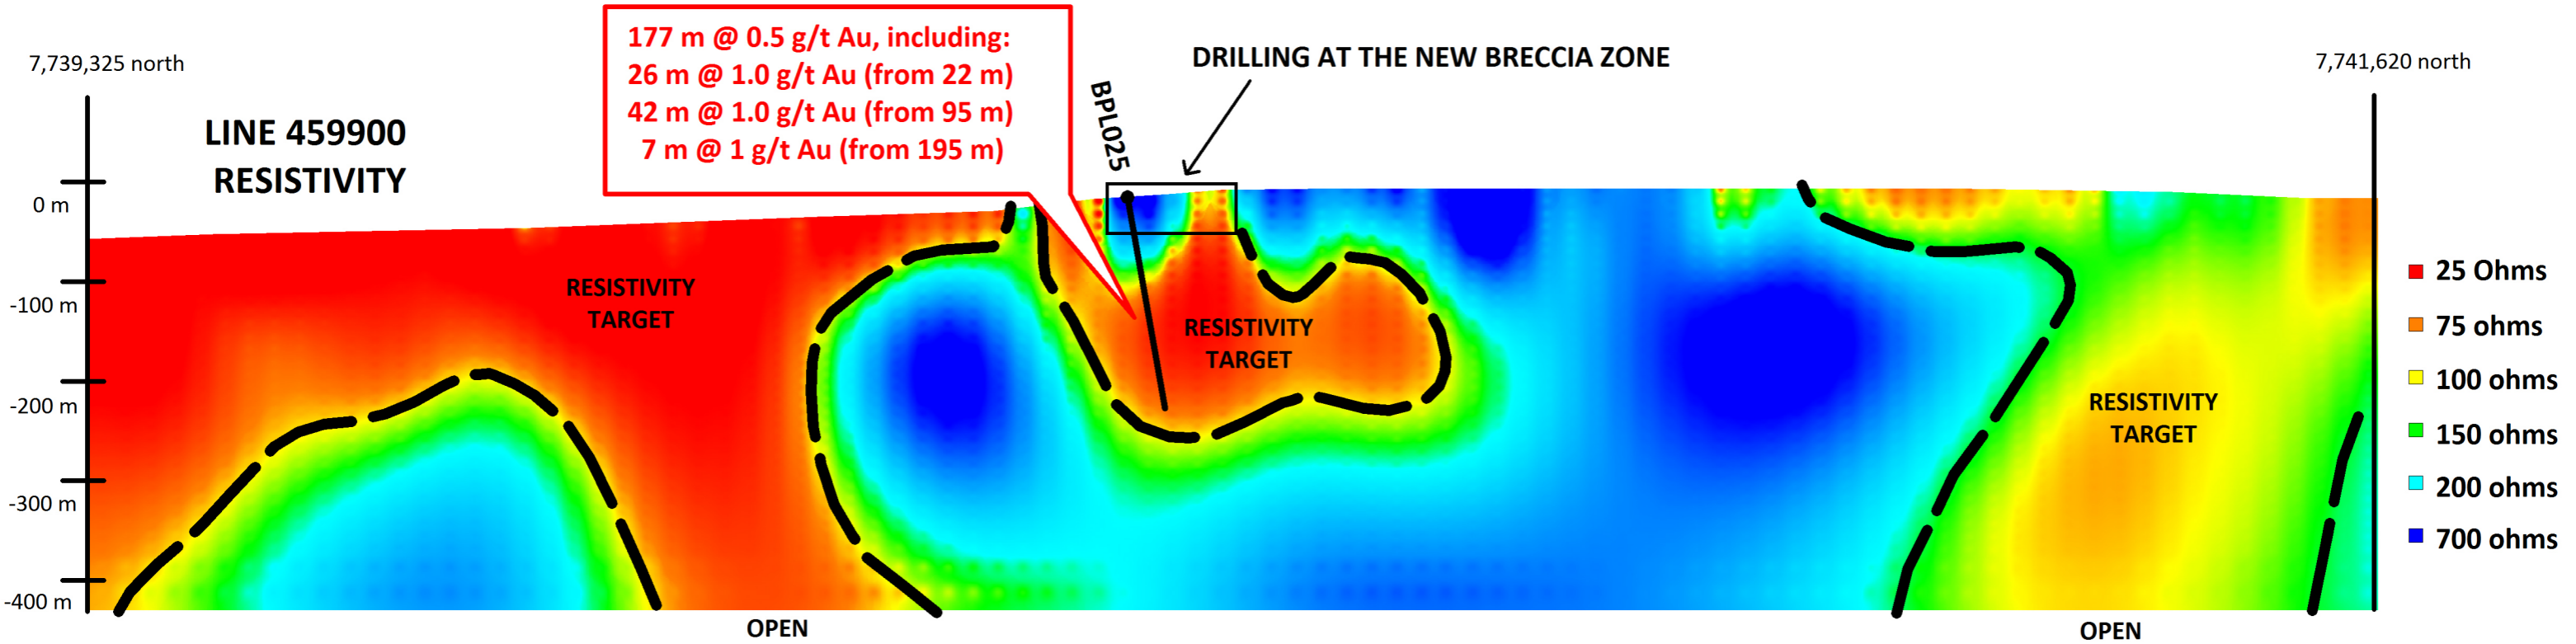 7,739,325 north
LINE 459900
RESISTIVITY
177 m @ 0.5 g/t Au, including:
26 m @ 1.0 g/t Au (from 22 m)
42 m @ 1.0 g/t Au (from 95 m)
7 m @ 1 g/t Au (from 195 m)
BPL025
DRILLING AT THE NEW BRECCIA ZONE
7,741,620 north
0 m
-100 m
-200 m
-300 m
-400 m
RESISTIVITY
TARGET
RESISTIVITY
TARGET
RESISTIVITY
TARGET
OPEN
OPEN
25 Ohms
75 ohms
100 ohms
150 ohms
200 ohms
700 ohms